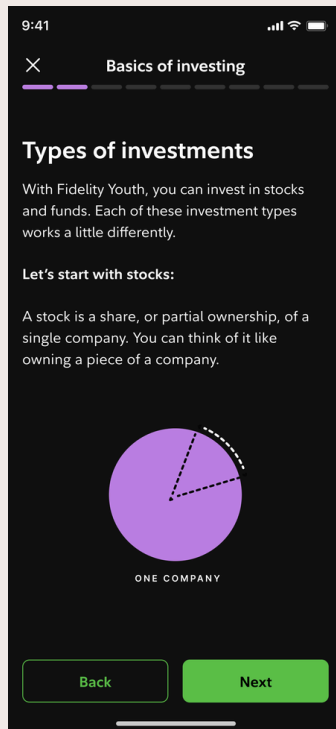 9:41
Basics of investing
Types of investments
With Fidelity Youth, you can invest in stocks
and funds. Each of these investment types
works a little differently.
Let’s start with stocks:
A stock is a share, or partial ownership, of a
single company. You can think of it like
owning a piece of a company.
ONE COMPANY
Back
Next